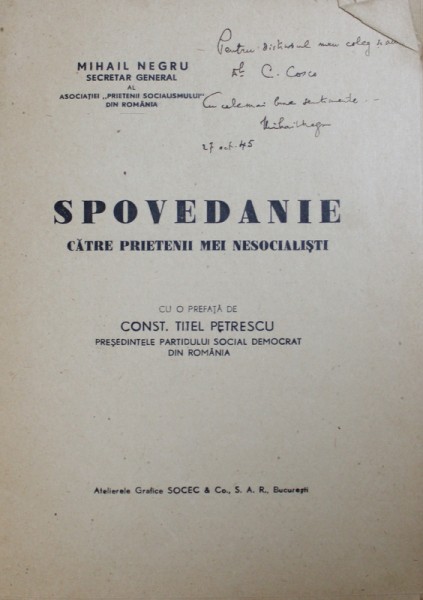 MIHAIL NEGRU
SECRETAR GENERAL
AL
ASOCIAȚIEI „PRIETENII SOCIALISMULUI"
DIN ROMÂNIA
Pentru distinsul meu coleg
C. Cosco
Cu cele mai bune sentimente
Mihail Negru
27 oct. 45
SPOVEDANIE
CĂTRE PRIETENII MEI NESOCIALIȘTI
CU O PREFAȚĂ DE
CONST. TITEL PETRESCU
PREȘEDINTELE PARTIDULUI SOCIAL DEMOCRAT
DIN ROMÂNIA
Atelierele Grafice SOCEC & Co., S. A. R., București